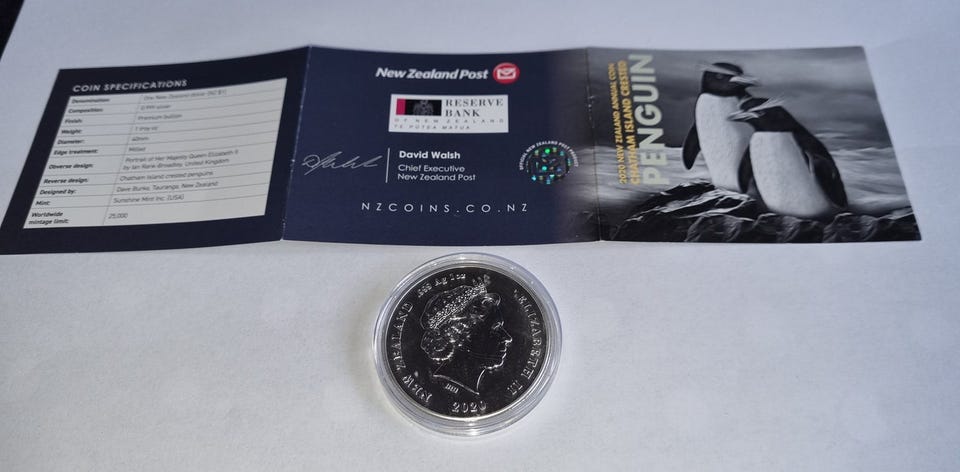 COIN SPECIFICATIONS
Denomination: One New Zealand dollar (NZ $1)
Composition: 0.999 silver
Finish: Premium bullion
Weight: 1 troy oz
Diameter: 40mm
Edge treatment: Milled
Obverse design: Portrait of Her Majesty Queen Elizabeth II
by Ian Rank-Broadley, United Kingdom
Reverse design: Chatham Island crested penguins
Designed by: Dave Burke, Tauranga, New Zealand
Mint: Sunshine Mint Inc. (USA)
Worldwide
mintage limit: 25,000
New Zealand Post
RESERVE
BANK
OF NEW ZEALAND
TE PŪTEA MATUA
David Walsh
Chief Executive
New Zealand Post
NZCOINS.CO.NZ
2020 NEW ZEALAND ANNUAL COIN
CHATHAM ISLAND CRESTED
PENGUIN
.999 Ag 1oz
NEW ZEALAND
ELIZABETH II
2020